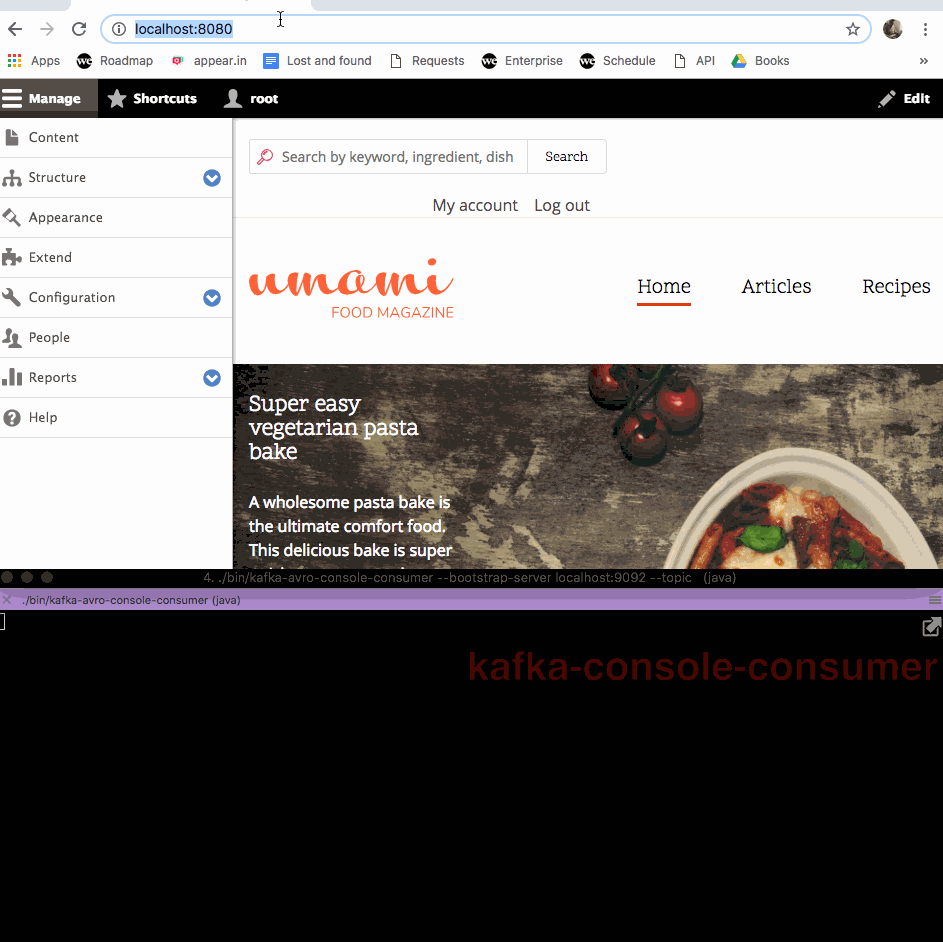 localhost:8080
Apps Roadmap appear.in Lost and found Requests Enterprise Schedule API Books »
Manage Shortcuts root Edit
Content
Structure
Appearance
Extend
Configuration
People
Reports
Help
Search by keyword, ingredient, dish Search
My account Log out
umami
FOOD MAGAZINE
Home Articles Recipes
Super easy
vegetarian pasta
bake
A wholesome pasta bake is
the ultimate comfort food.
This delicious bake is super
4. ./bin/kafka-avro-console-consumer --bootstrap-server localhost:9092 --topic (java)
./bin/kafka-avro-console-consumer (java)
kafka-console-consumer